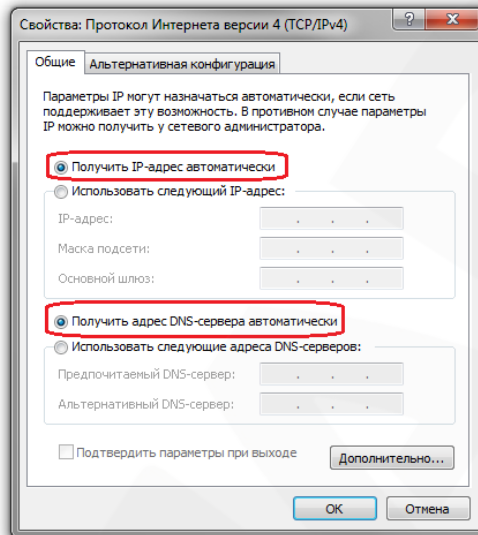 Свойства: Протокол Интернета версии 4 (TCP/IPv4)
Общие
Альтернативная конфигурация
Параметры IP могут назначаться автоматически, если сеть
поддерживает эту возможность. В противном случае параметры
IP можно получить у сетевого администратора.
Получить IP-адрес автоматически
Использовать следующий IP-адрес:
IP-адрес:
Маска подсети:
Основной шлюз:
Получить адрес DNS-сервера автоматически
Использовать следующие адреса DNS-серверов:
Предпочитаемый DNS-сервер:
Альтернативный DNS-сервер:
Подтвердить параметры при выходе
Дополнительно...
ОК
Отмена